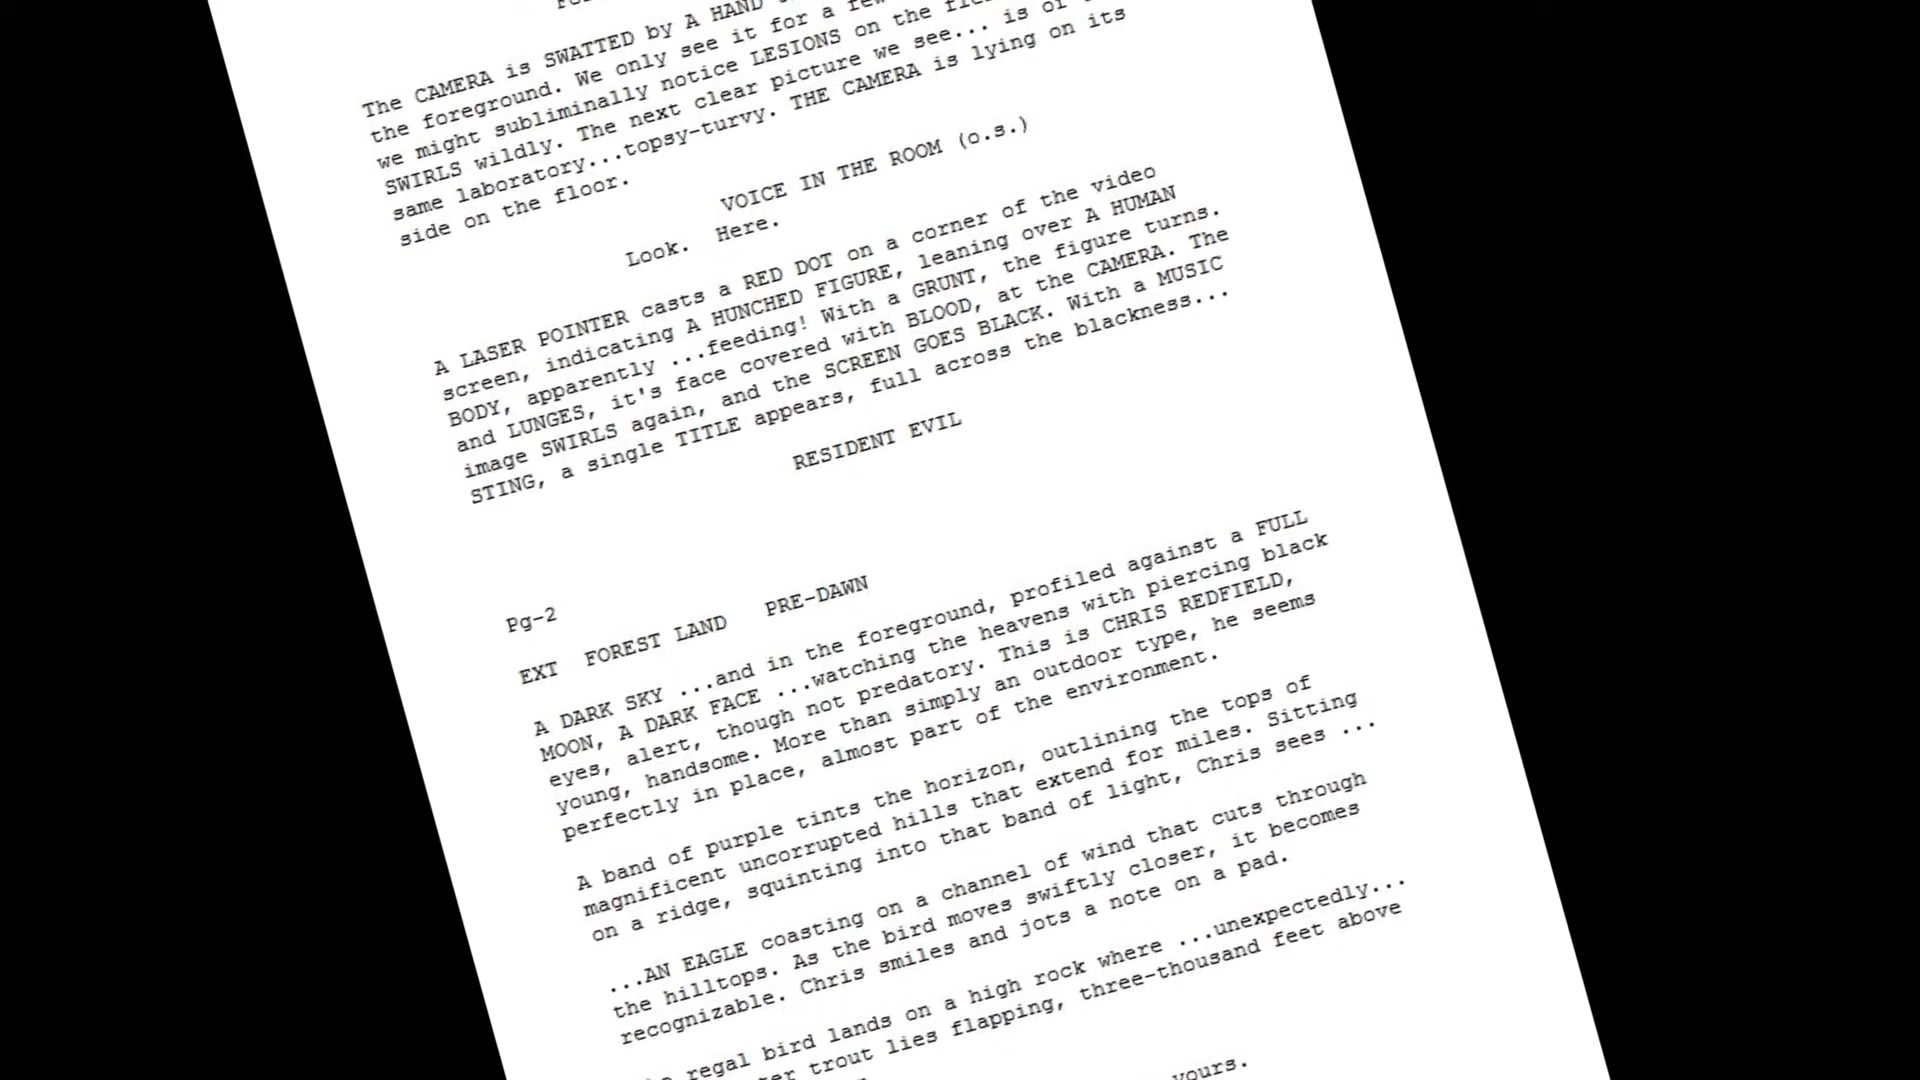 The CAMERA is SWATTED by A HAND
the foreground. We only see it for a few
we might subliminally notice LESIONS on the
SWIRLS wildly. The next clear picture we see... is of
same laboratory...topsy-turvy. THE CAMERA is lying on its
side on the floor.
VOICE IN THE ROOM (o.s.)
Look. Here.
A LASER POINTER casts a RED DOT on a corner of the video
screen, indicating A HUNCHED FIGURE, leaning over A HUMAN
BODY, apparently ...feeding! With a GRUNT, the figure turns.
and LUNGES, it's face covered with BLOOD, at the CAMERA. The
image SWIRLS again, and the SCREEN GOES BLACK. With a MUSIC
STING, a single TITLE appears, full across the blackness...
RESIDENT EVIL
Pg-2
EXT FOREST LAND PRE-DAWN
A DARK SKY ...and in the foreground, profiled against a FULL
MOON, A DARK FACE ...watching the heavens with piercing black
eyes, alert, though not predatory. This is CHRIS REDFIELD,
young, handsome. More than simply an outdoor type, he seems
perfectly in place, almost part of the environment.
A band of purple tints the horizon, outlining the tops of
magnificent uncorrupted hills that extend for miles. Sitting
on a ridge, squinting into that band of light, Chris sees ...
...AN EAGLE coasting on a channel of wind that cuts through
the hilltops. As the bird moves swiftly closer, it becomes
recognizable. Chris smiles and jots a note on a pad.
regal bird lands on a high rock where ...unexpectedly...
trout lies flapping, three-thousand feet above
yours.